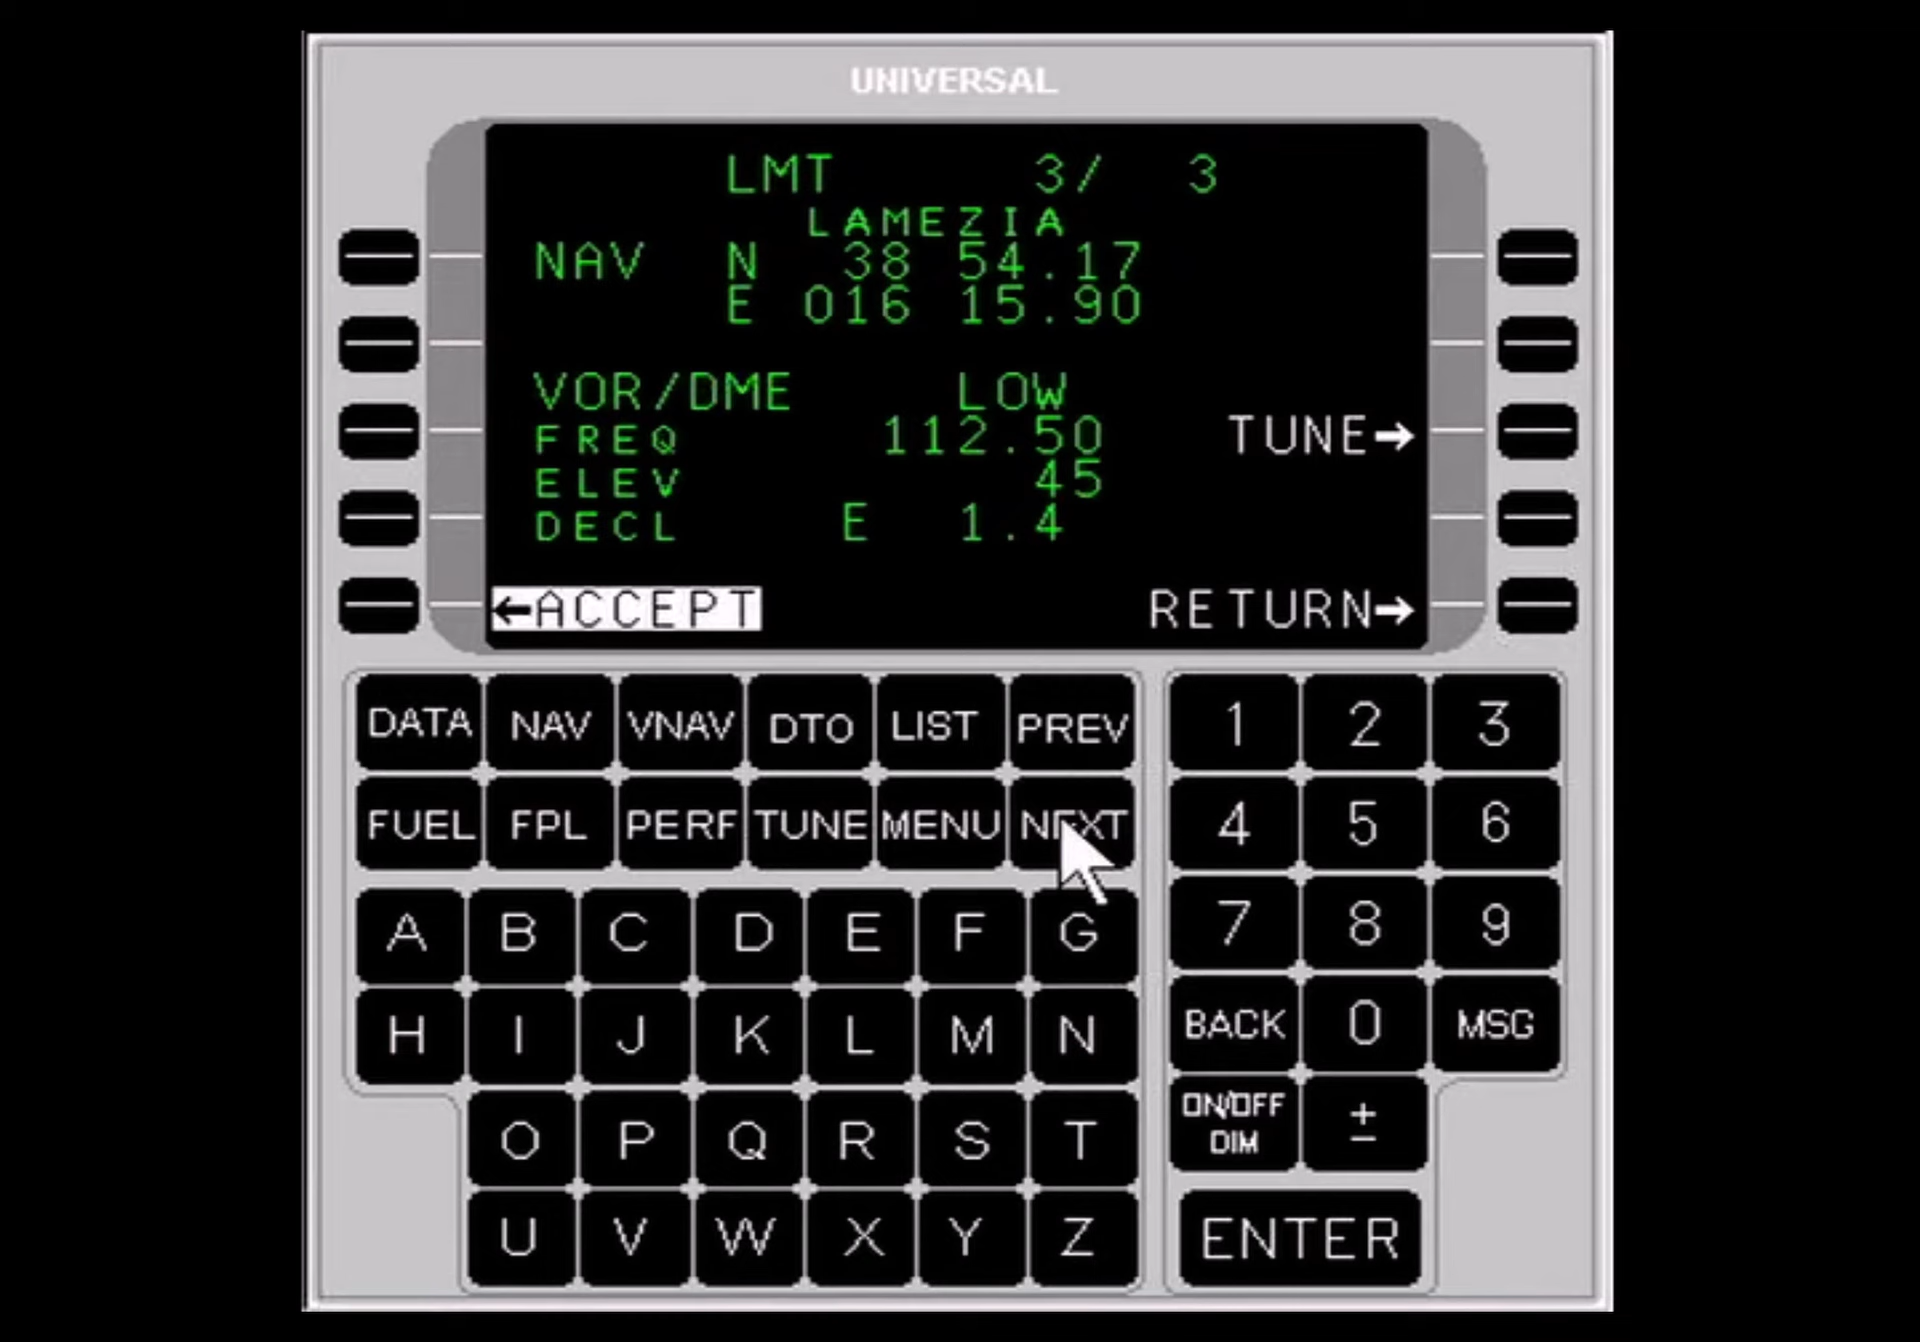 UNIVERSAL
LMT 3/ 3
LAMEZIA
NAV N 38 54.17
E 016 15.90
VOR/DME LOW
FREQ 112.50 TUNE→
ELEV 45
DECL E 1.4
←ACCEPT RETURN→
DATA NAV VNAV DTO LIST PREV 1 2 3
FUEL FPL PERF TUNE MENU NEXT 4 5 6
A B C D E F G 7 8 9
H I J K L M N BACK 0 MSG
O P Q R S T ON/OFF DIM ±
U V W X Y Z ENTER